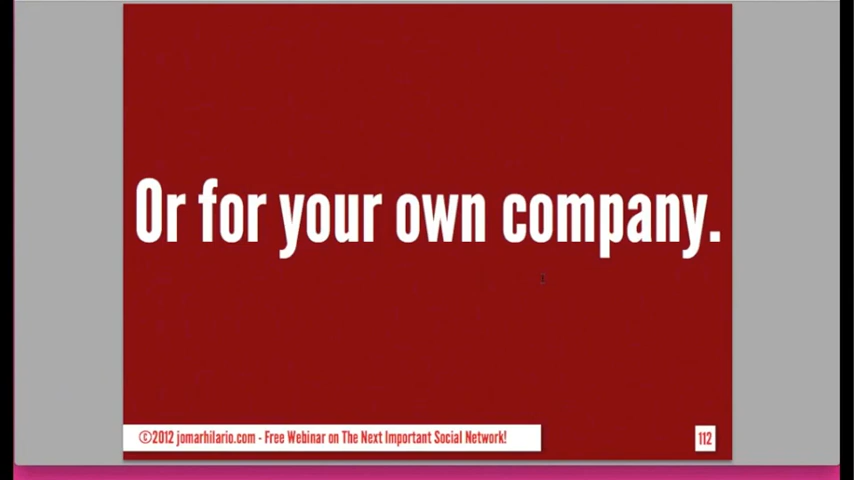 Or for your own company.
©2012 jomarhilario.com - Free Webinar on The Next Important Social Network!
112